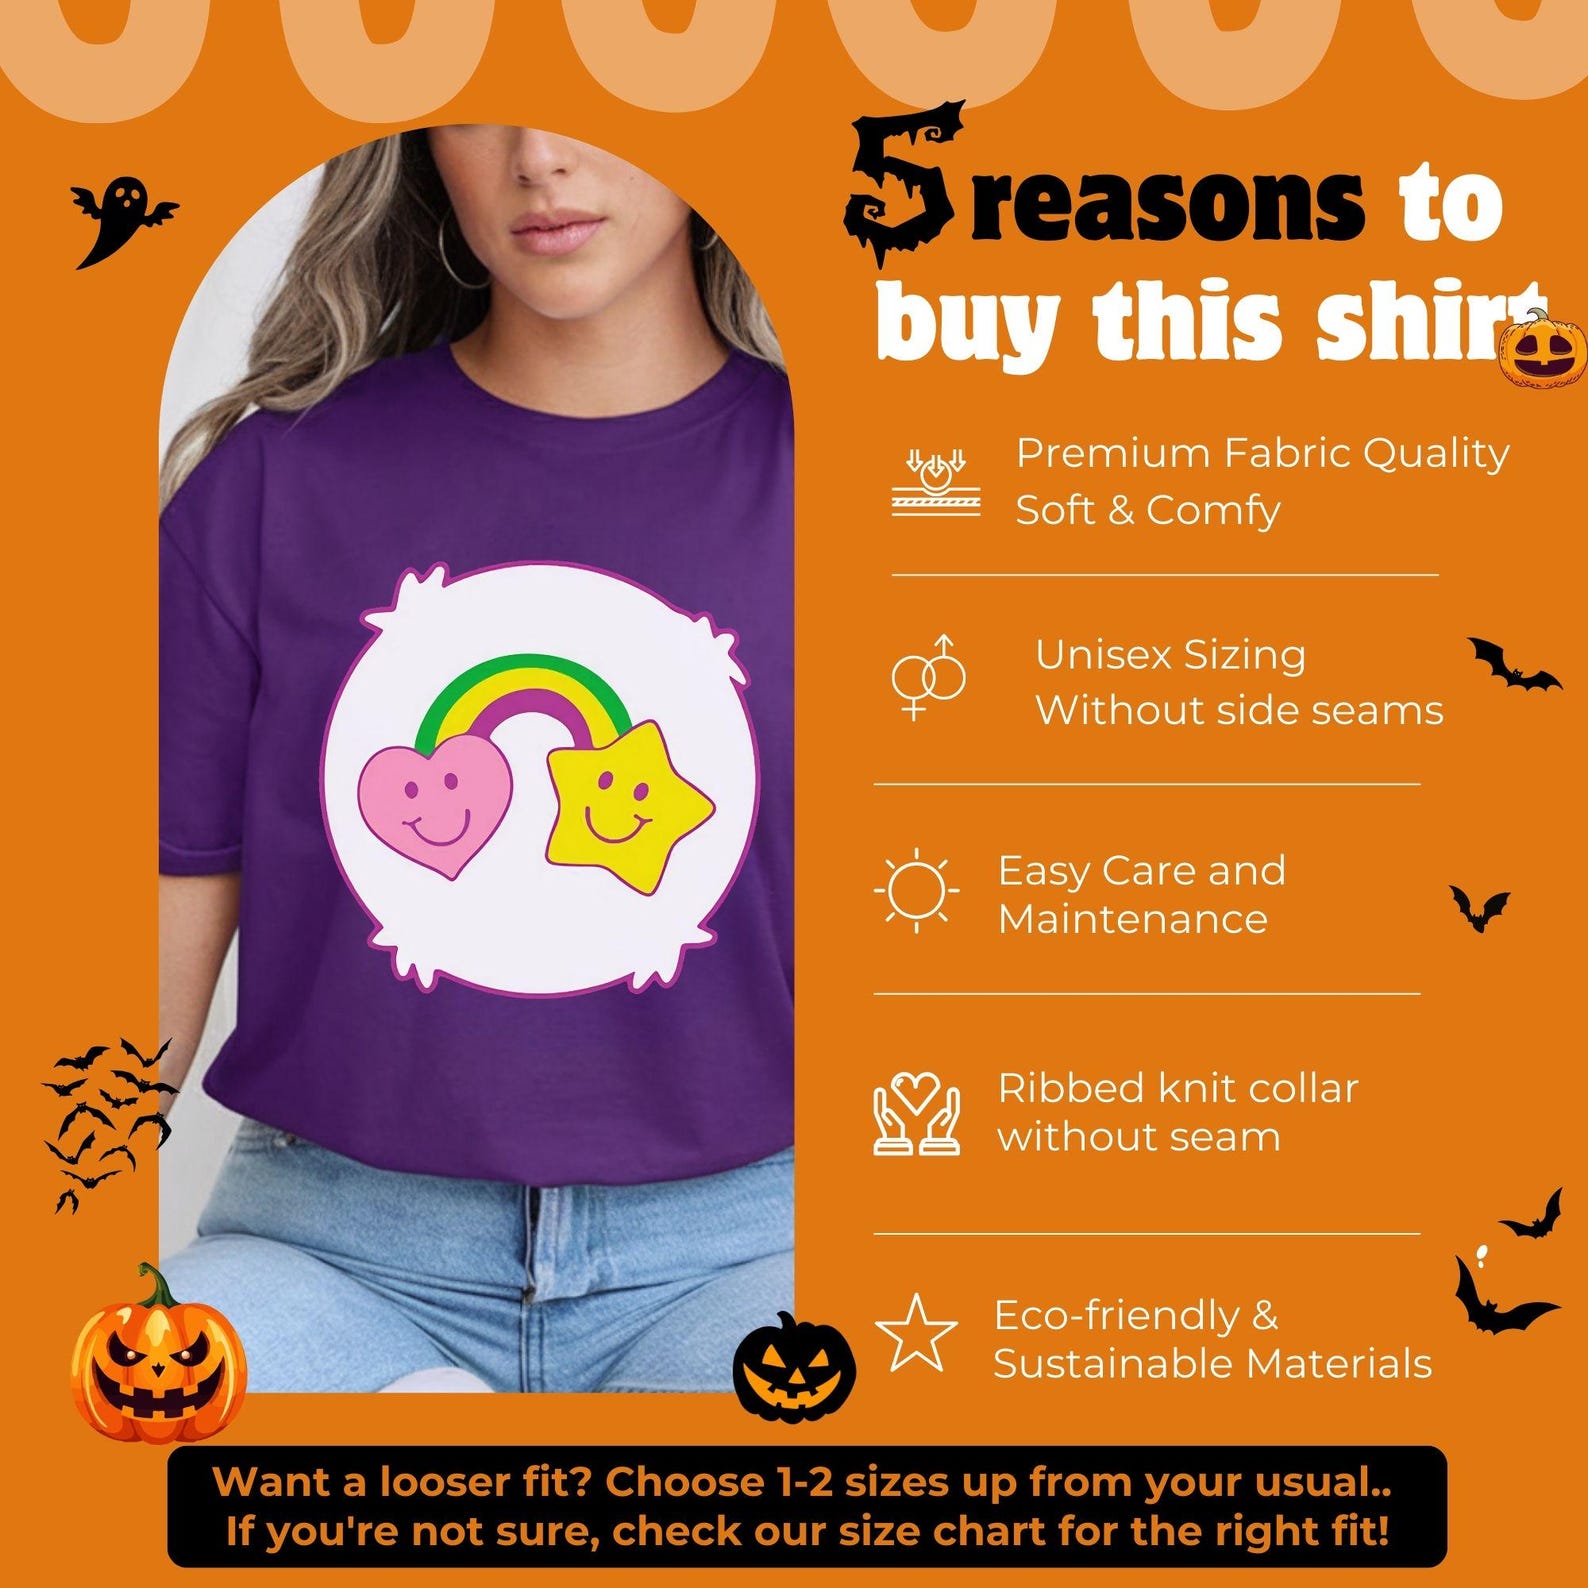 5 reasons to
buy this shirt
Premium Fabric Quality
Soft & Comfy
Unisex Sizing
Without side seams
Easy Care and
Maintenance
Ribbed knit collar
without seam
Eco-friendly &
Sustainable Materials
Want a looser fit? Choose 1-2 sizes up from your usual..
If you're not sure, check our size chart for the right fit!